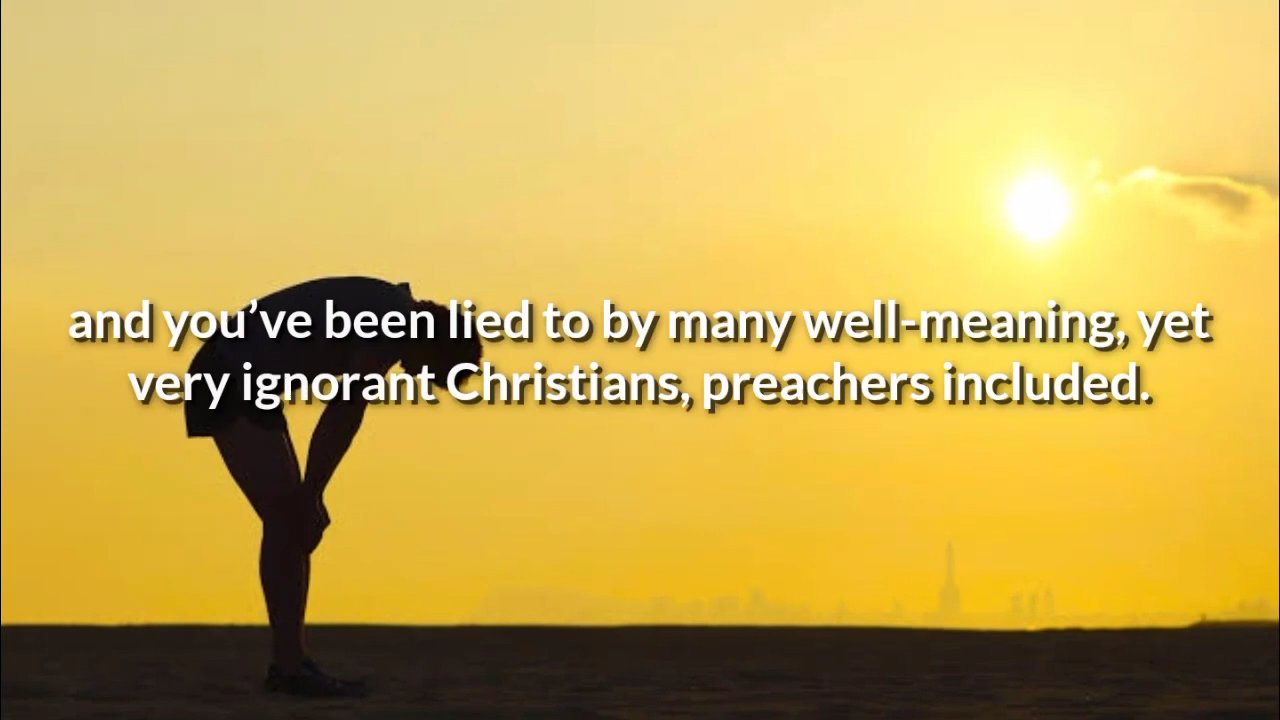 and you’ve been lied to by many well-meaning, yet
very ignorant Christians, preachers included.